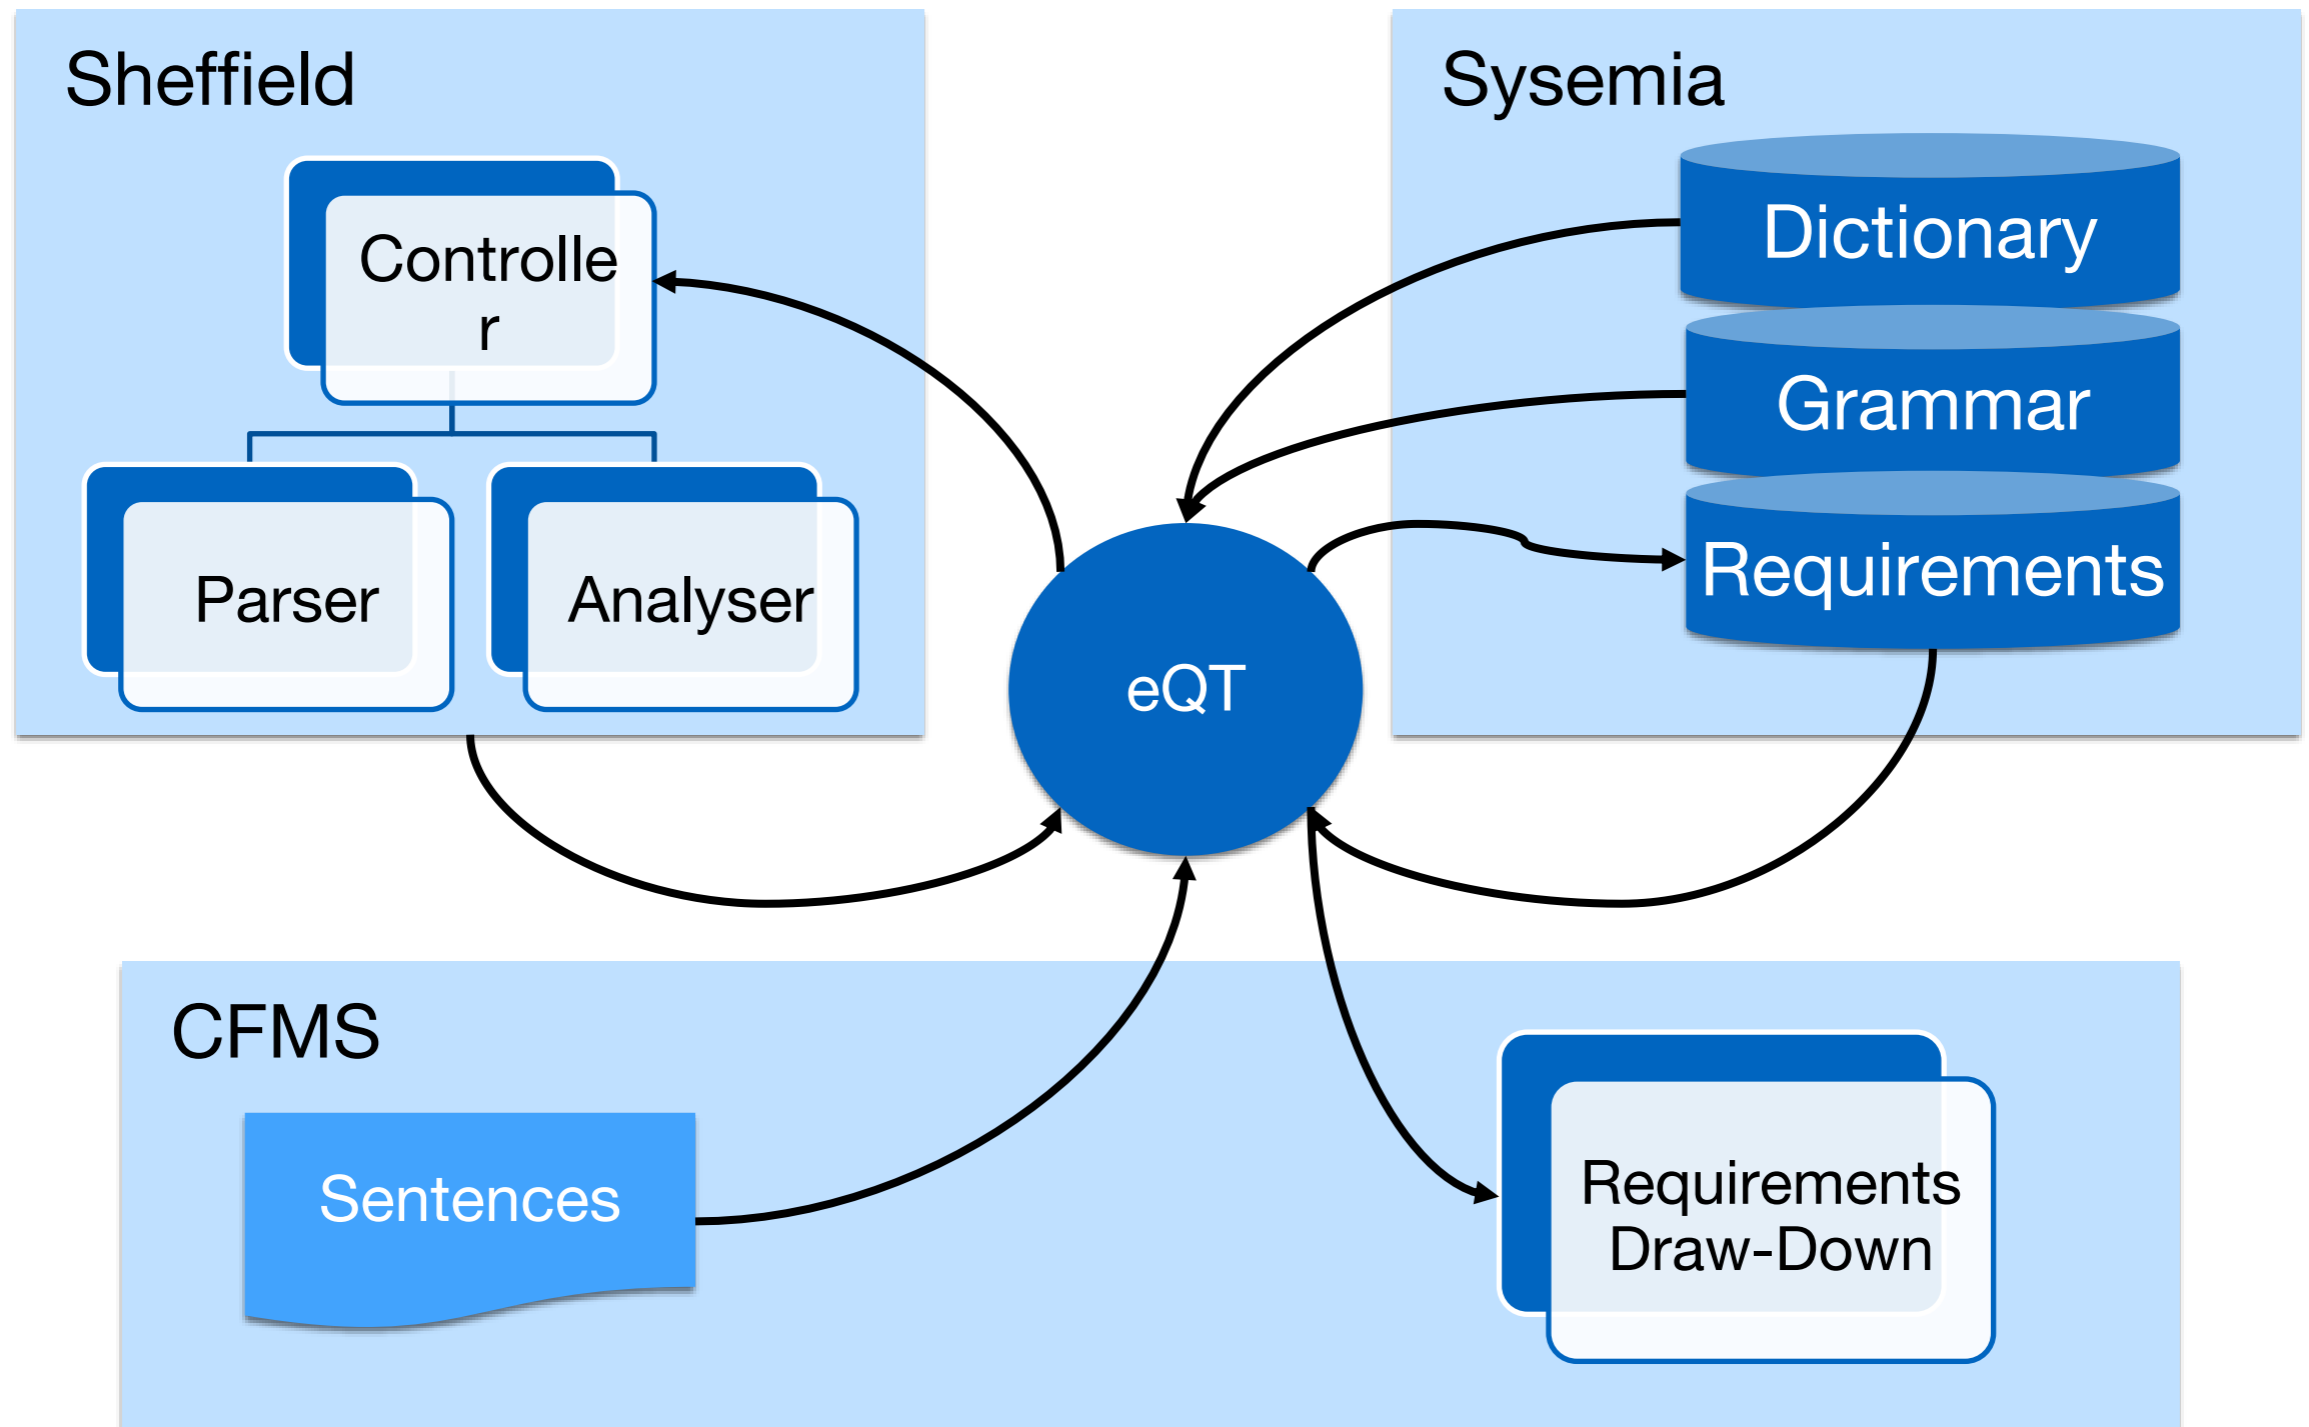 Sheffield
Controlle
r
Parser
Analyser
Sysemia
Dictionary
Grammar
Requirements
eQT
CFMS
Sentences
Requirements
Draw-Down